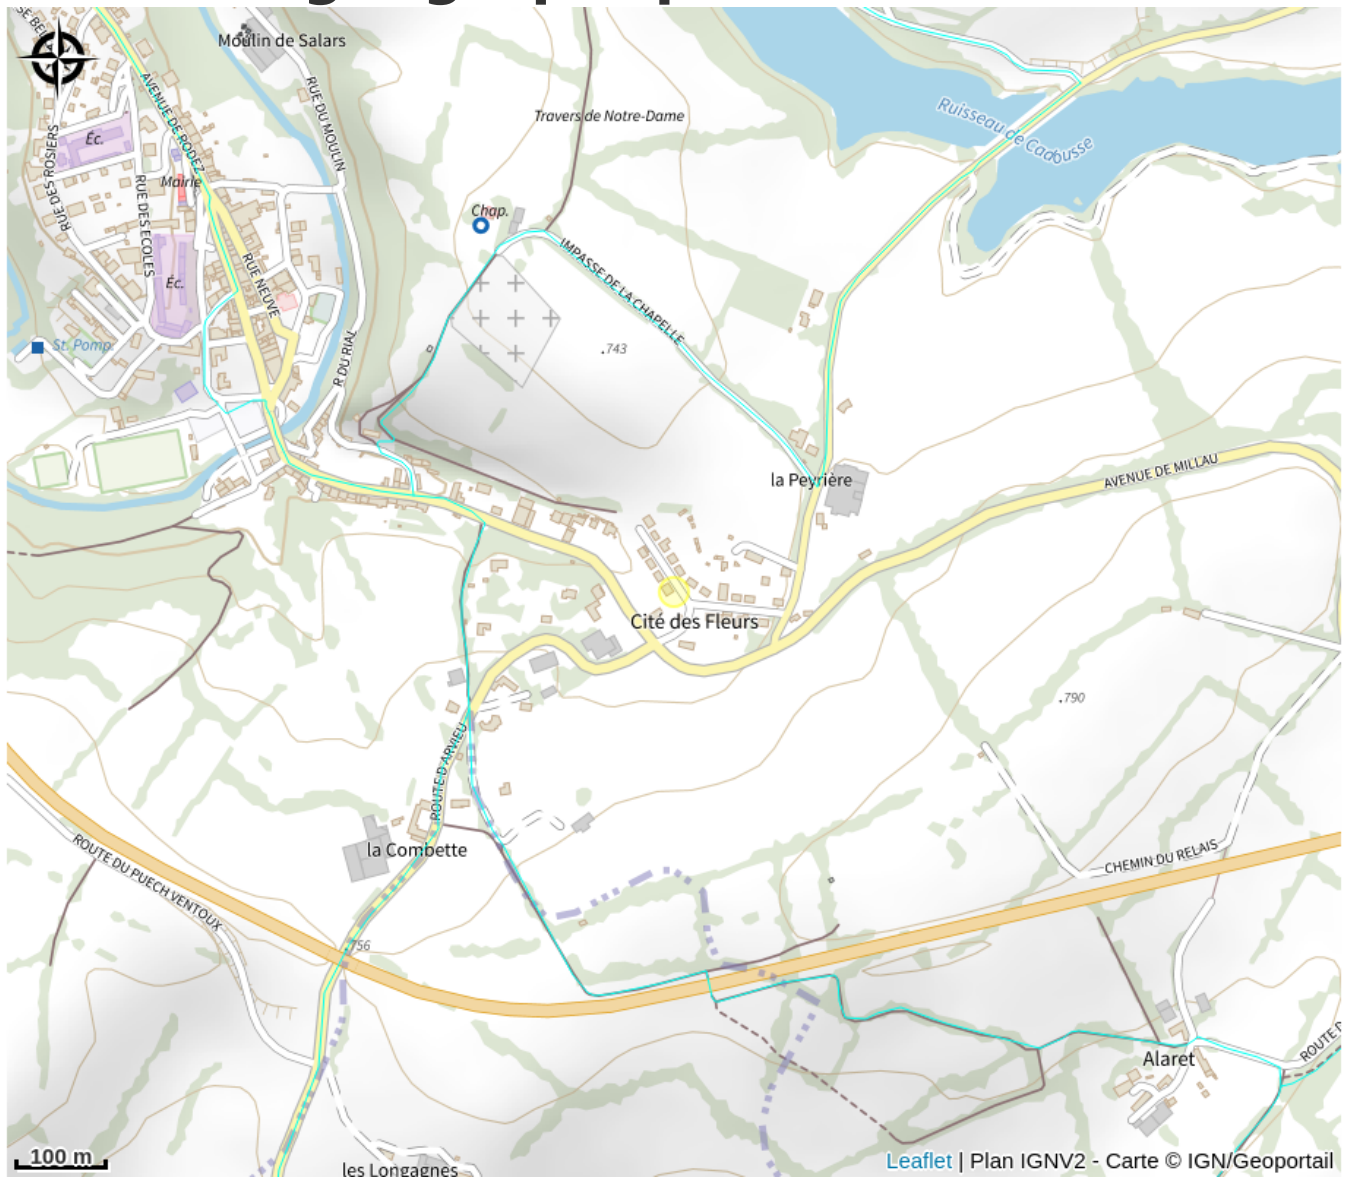 Moulin de Salars
AVENUE DE RODEZ
RUE DU MOULIN
Éc.
RUE DES ROSIERS
Mairie
RUE DES ECOLES
Travers de Notre-Dame
Ruisseau de Cadousse
Chap.
IMPASSE DE LA CHAPELLE
RUE NEUVE
Éc.
St. Pomp.
R DU RIAL
.743
la Peyrière
AVENUE DE MILLAU
Cité des Fleurs
.790
ROUTE D'ARVIEU
la Combette
ROUTE DU PUECH VENTOUX
CHEMIN DU RELAIS
.756
Alaret
ROUTE D
les Longagnes
100 m
Leaflet | Plan IGNV2 - Carte © IGN/Geoportail